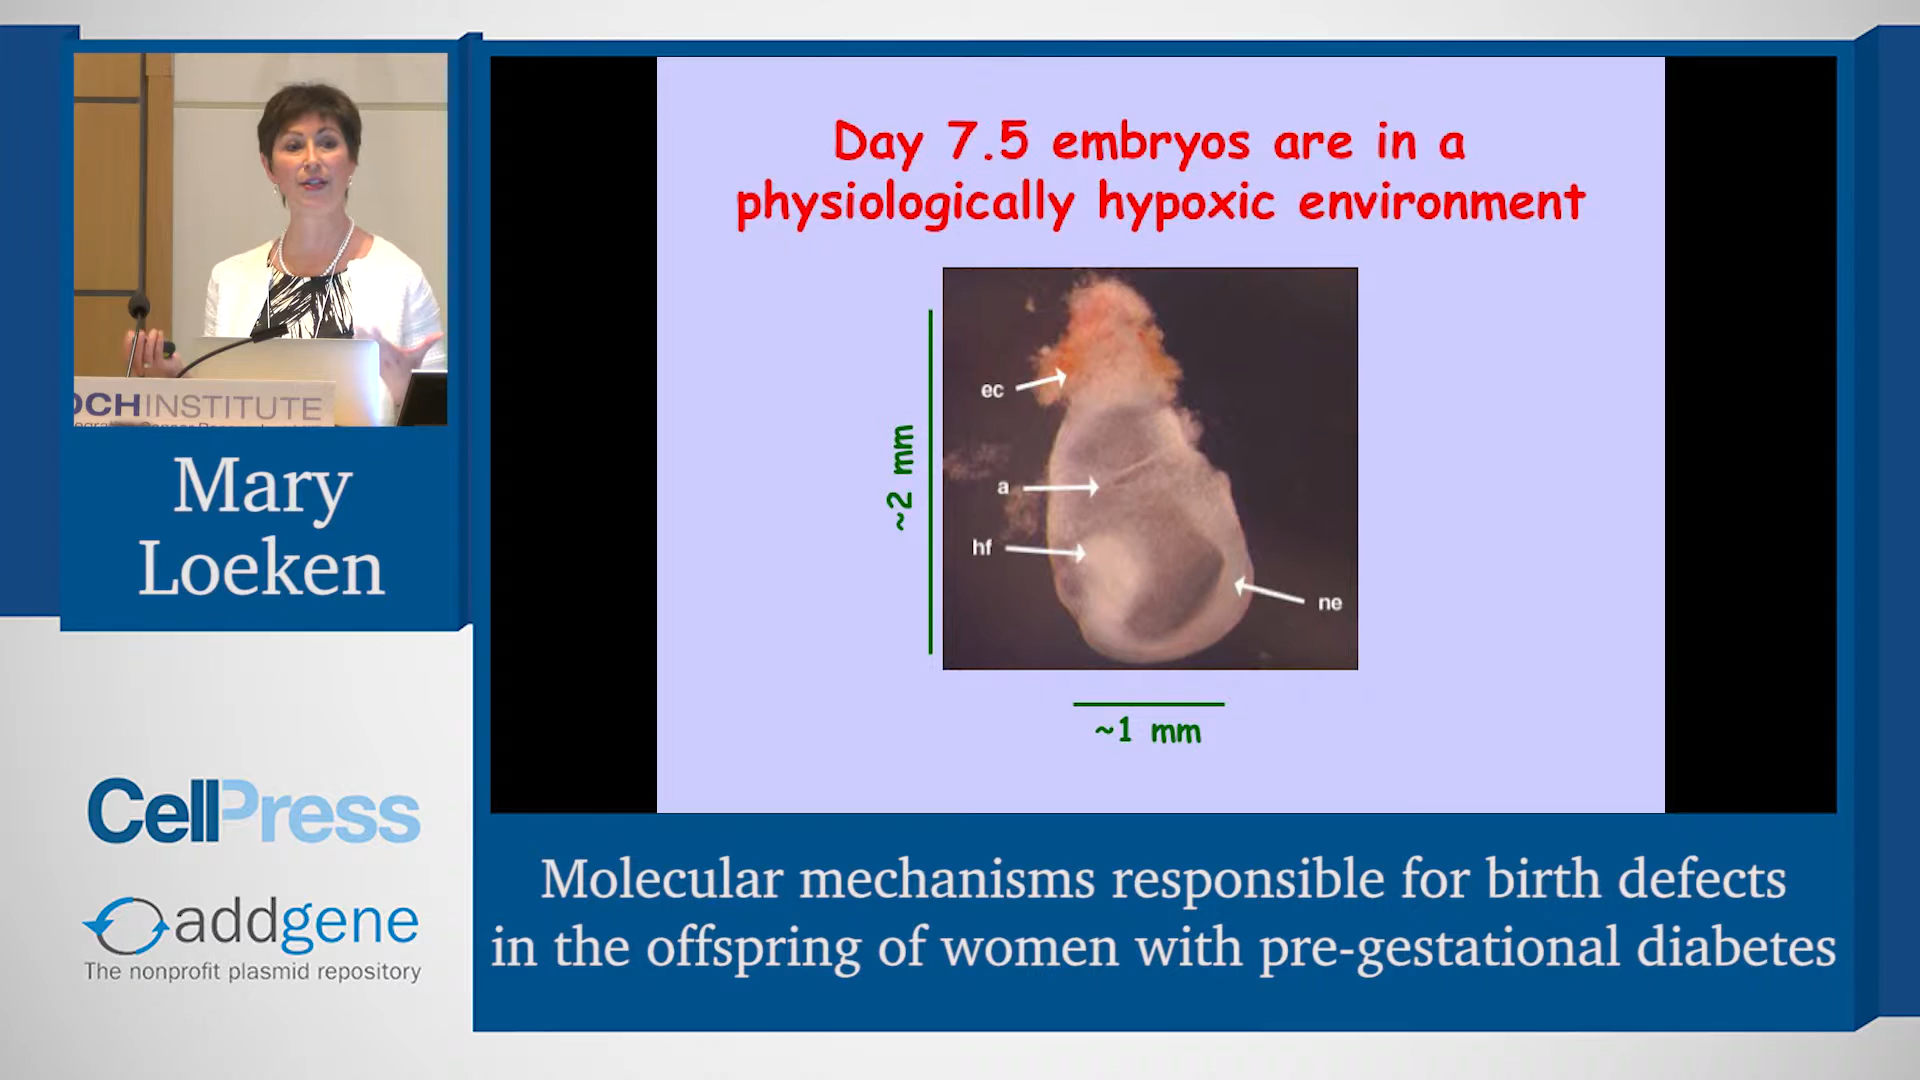 Day 7.5 embryos are in a
physiologically hypoxic environment
ec
a
hf
ne
~2 mm
~1 mm
OCH INSTITUTE
Mary
Loeken
CellPress
addgene
The nonprofit plasmid repository
Molecular mechanisms responsible for birth defects
in the offspring of women with pre-gestational diabetes